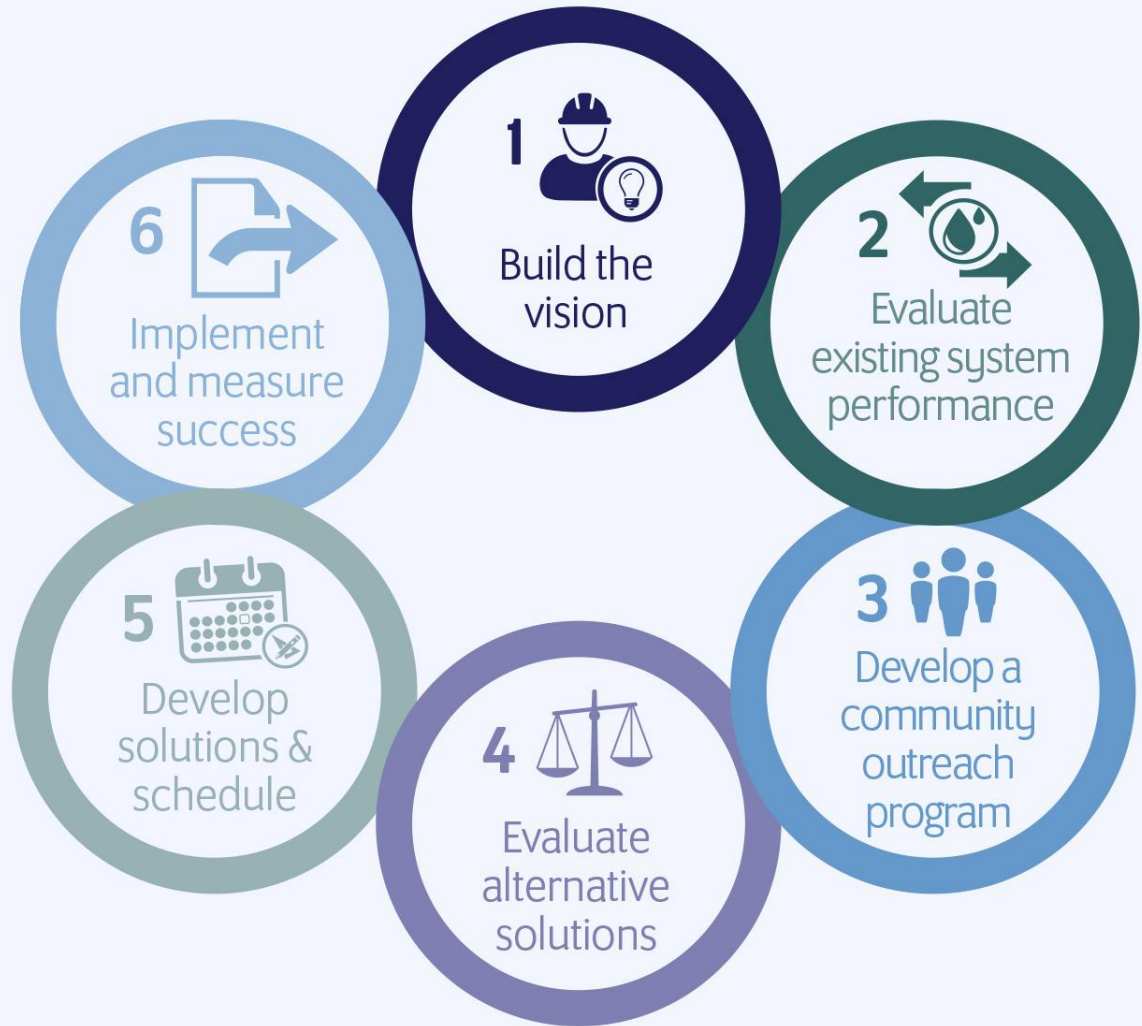 1
Build the
vision
2
Evaluate
existing system
performance
3
Develop a
community
outreach
program
4
Evaluate
alternative
solutions
5
Develop
solutions &
schedule
6
Implement
and measure
success